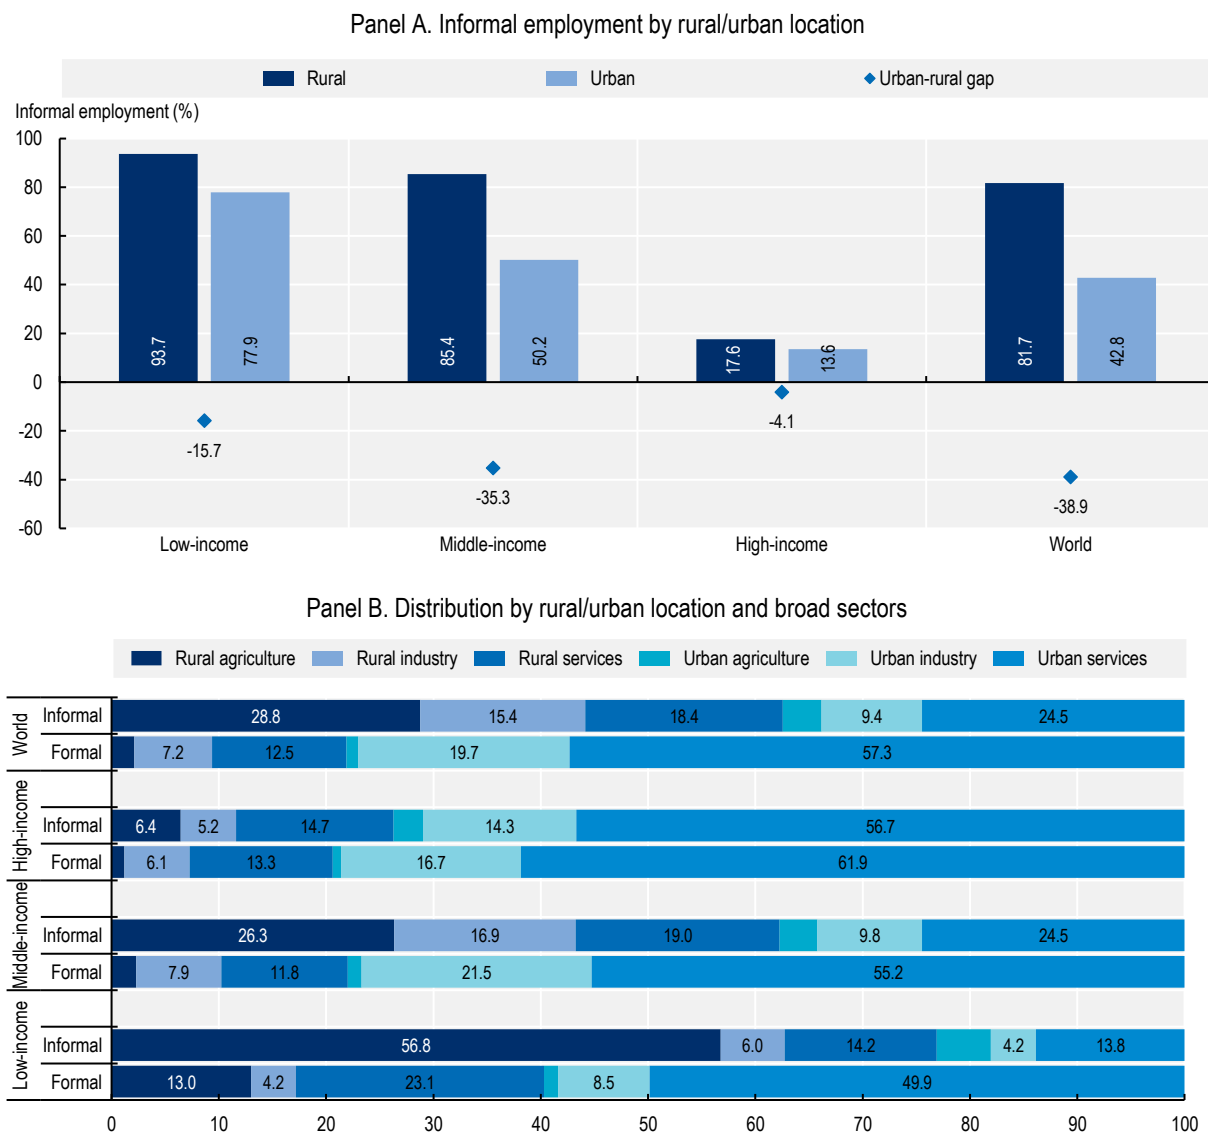 Panel A. Informal employment by rural/urban location
Rural Urban Urban-rural gap
Informal employment (%)
100
80
60
40
20
0
-20
-40
-60
93.7 77.9 85.4 50.2 17.6 13.6 81.7 42.8
-15.7 -35.3 -4.1 -38.9
Low-income Middle-income High-income World
Panel B. Distribution by rural/urban location and broad sectors
Rural agriculture Rural industry Rural services Urban agriculture Urban industry Urban services
World
Informal 28.8 15.4 18.4 9.4 24.5
Formal 7.2 12.5 19.7 57.3
High-income
Informal 6.4 5.2 14.7 14.3 56.7
Formal 6.1 13.3 16.7 61.9
Middle-income
Informal 26.3 16.9 19.0 9.8 24.5
Formal 7.9 11.8 21.5 55.2
Low-income
Informal 56.8 6.0 14.2 4.2 13.8
Formal 13.0 4.2 23.1 8.5 49.9
0 10 20 30 40 50 60 70 80 90 100